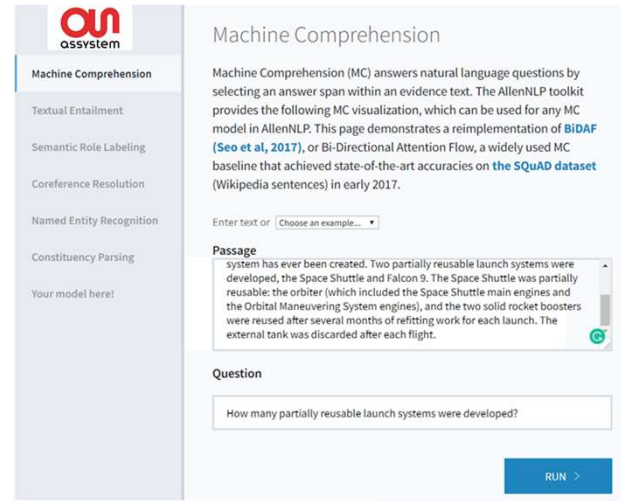 assystem
Machine Comprehension
Textual Entailment
Semantic Role Labeling
Coreference Resolution
Named Entity Recognition
Constituency Parsing
Your model here!
Machine Comprehension
Machine Comprehension (MC) answers natural language questions by
selecting an answer span within an evidence text. The AllenNLP toolkit
provides the following MC visualization, which can be used for any MC
model in AllenNLP. This page demonstrates a reimplementation of BiDAF
(Seo et al, 2017), or Bi-Directional Attention Flow, a widely used MC
baseline that achieved state-of-the-art accuracies on the SQuAD dataset
(Wikipedia sentences) in early 2017.
Enter text or Choose an example...
Passage
system has ever been created. Two partially reusable launch systems were
developed, the Space Shuttle and Falcon 9. The Space Shuttle was partially
reusable: the orbiter (which included the Space Shuttle main engines and
the Orbital Maneuvering System engines), and the two solid rocket boosters
were reused after several months of refitting work for each launch. The
external tank was discarded after each flight.
Question
How many partially reusable launch systems were developed?
RUN